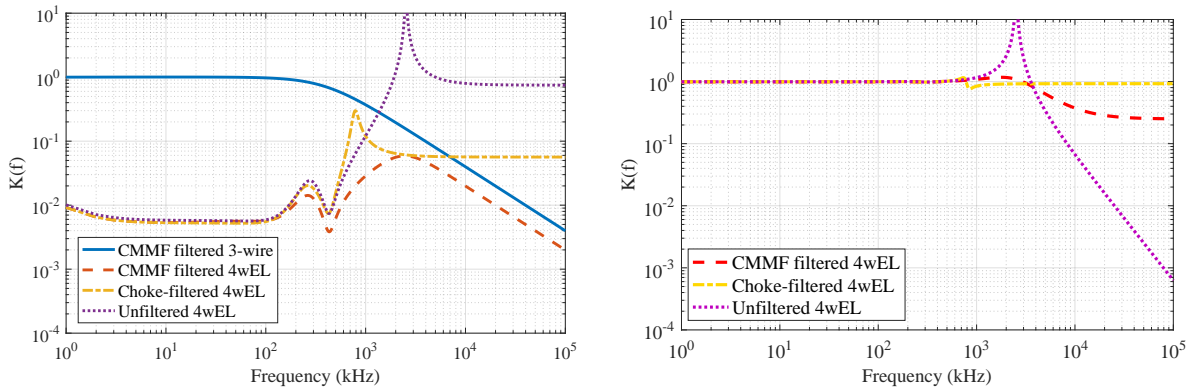 10^1
10^0
10^-1
10^-2
10^-3
10^-4
K(f)
CMMF filtered 3-wire
CMMF filtered 4wEL
Choke-filtered 4wEL
Unfiltered 4wEL
10^0
10^1
10^2
10^3
10^4
10^5
Frequency (kHz)
10^1
10^0
10^-1
10^-2
10^-3
10^-4
K(f)
CMMF filtered 4wEL
Choke-filtered 4wEL
Unfiltered 4wEL
10^0
10^1
10^2
10^3
10^4
10^5
Frequency (kHz)